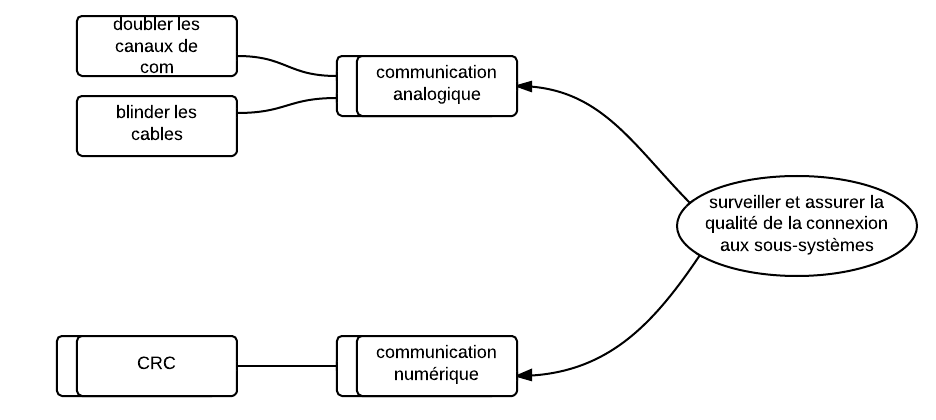 doubler les
canaux de
com
communication
analogique
blinder les
cables
surveiller et assurer la
qualité de la connexion
aux sous-systèmes
CRC
communication
numérique